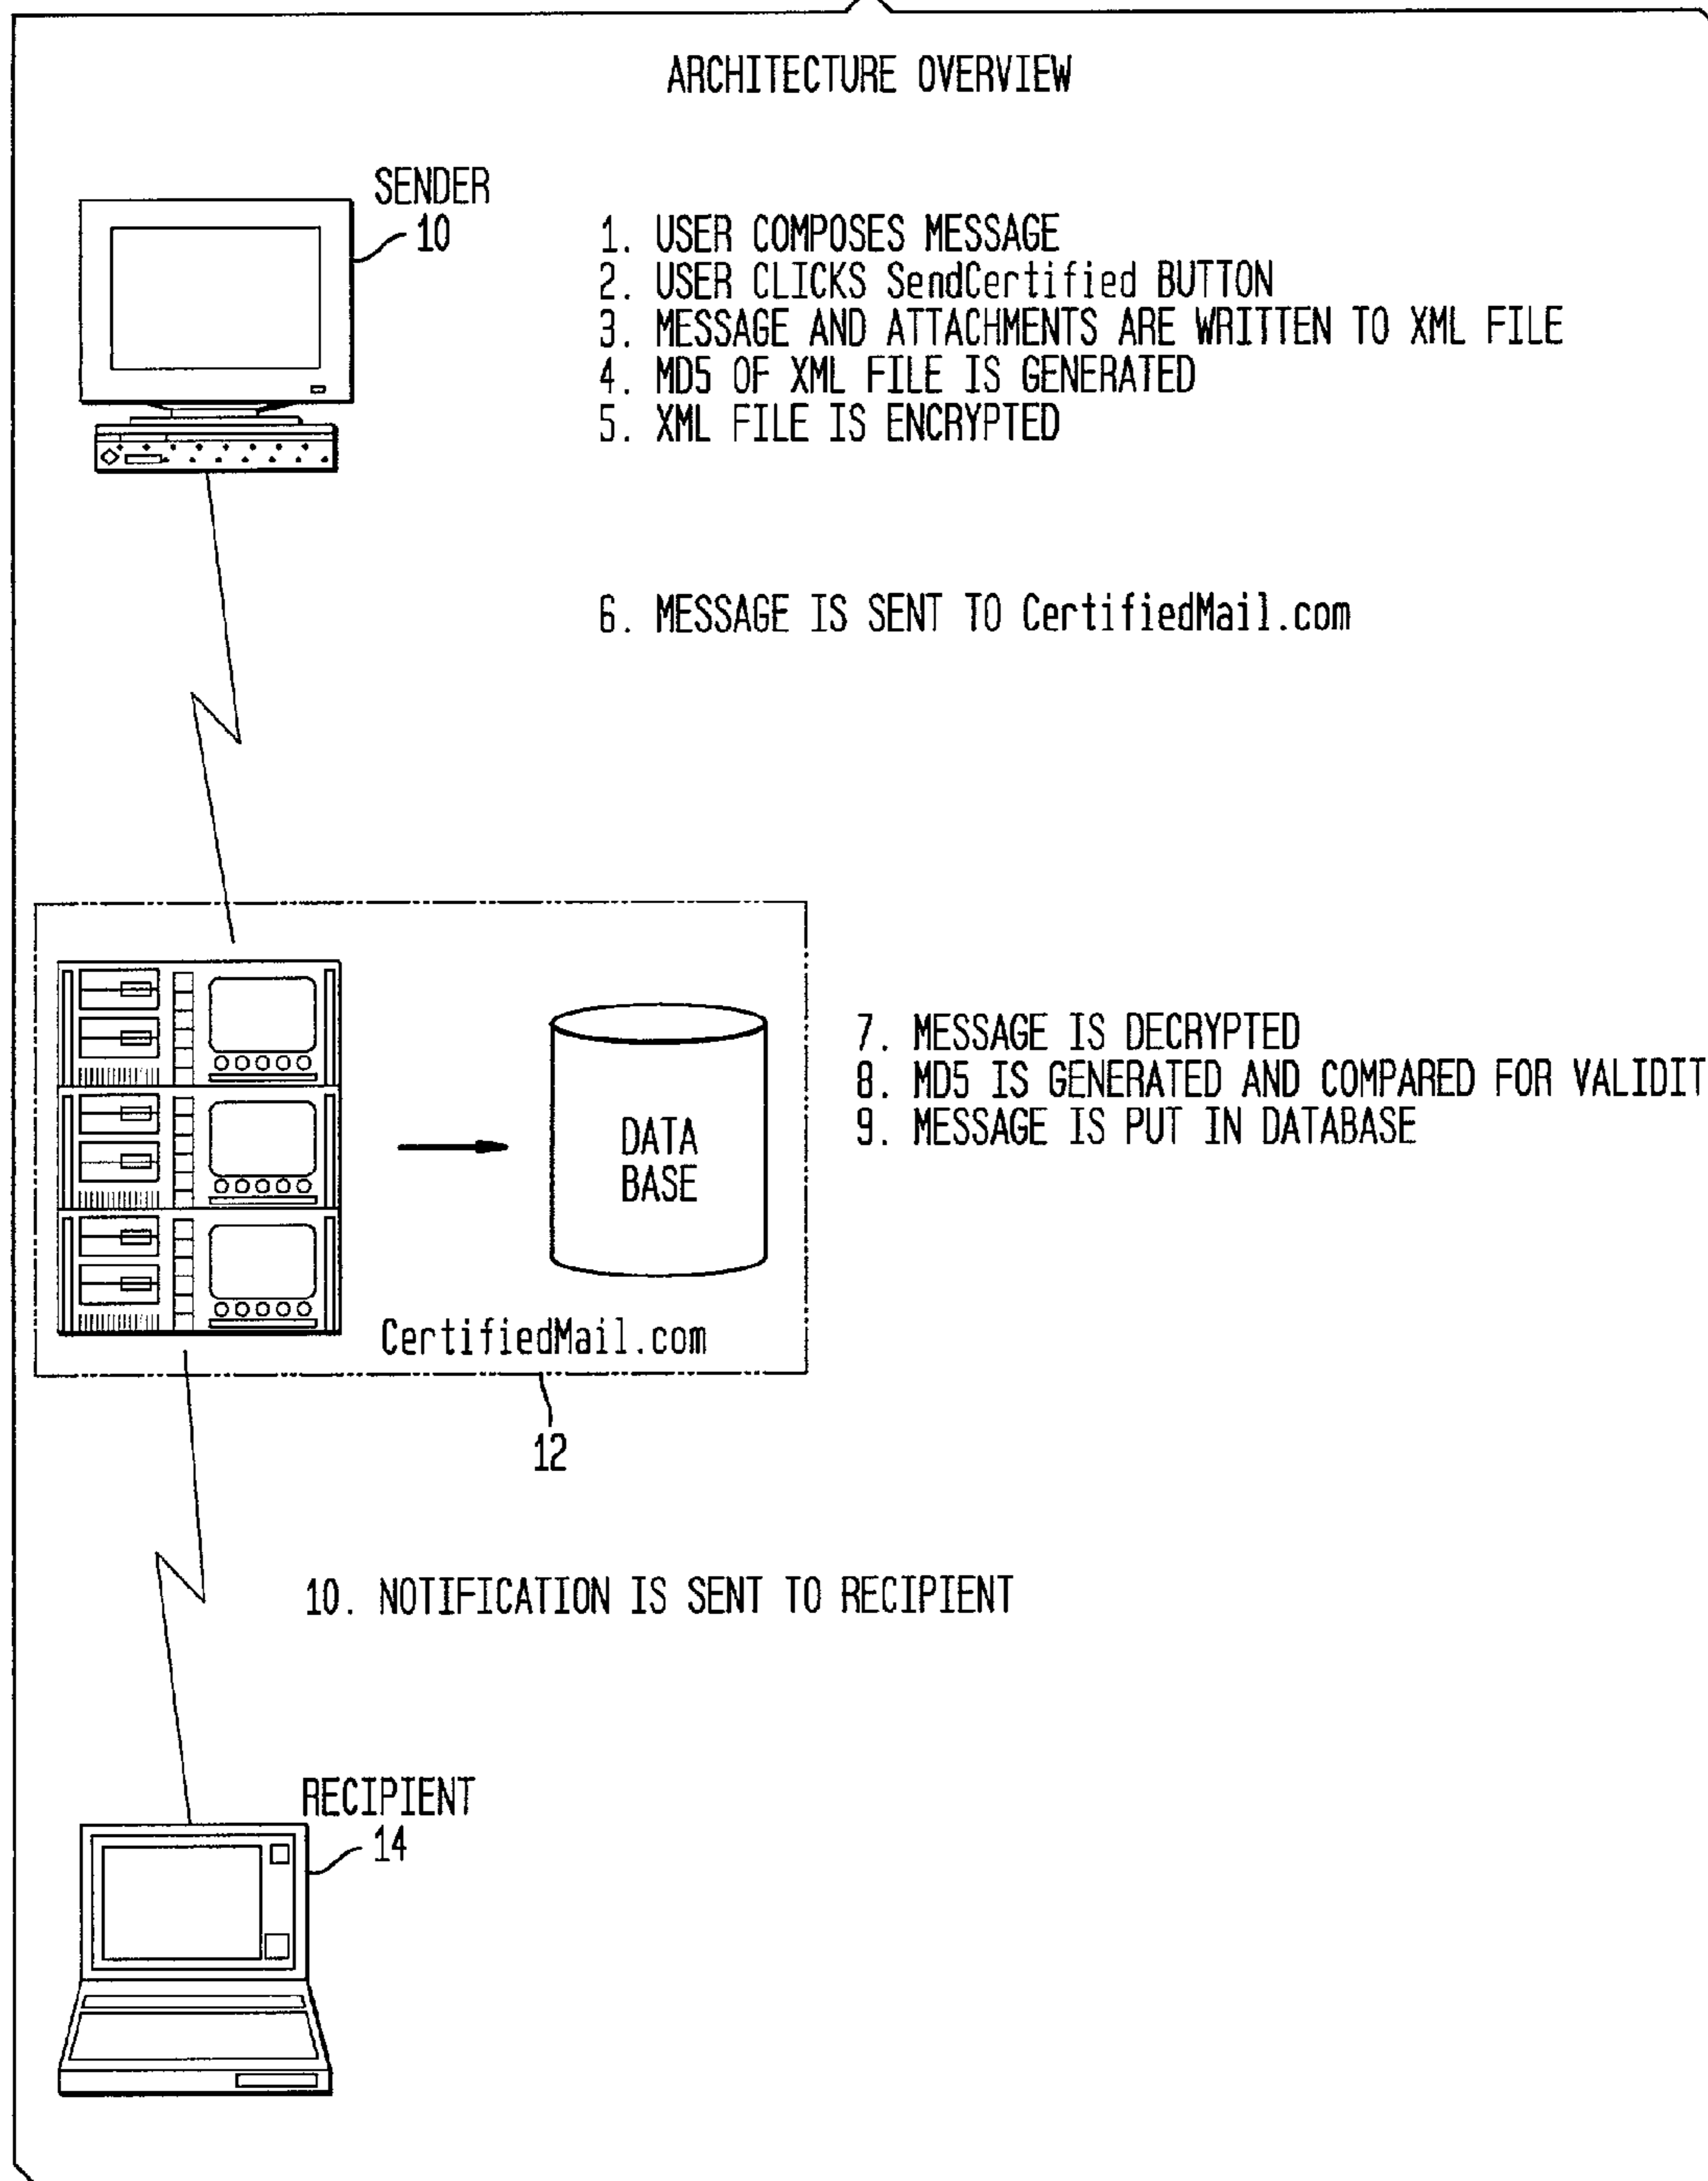 ARCHITECTURE OVERVIEW
SENDER
10
1. USER COMPOSES MESSAGE
2. USER CLICKS SendCertified BUTTON
3. MESSAGE AND ATTACHMENTS ARE WRITTEN TO XML FILE
4. MD5 OF XML FILE IS GENERATED
5. XML FILE IS ENCRYPTED
6. MESSAGE IS SENT TO CertifiedMail.com
7. MESSAGE IS DECRYPTED
8. MD5 IS GENERATED AND COMPARED FOR VALIDIT
9. MESSAGE IS PUT IN DATABASE
DATA
BASE
CertifiedMail.com
12
10. NOTIFICATION IS SENT TO RECIPIENT
RECIPIENT
14